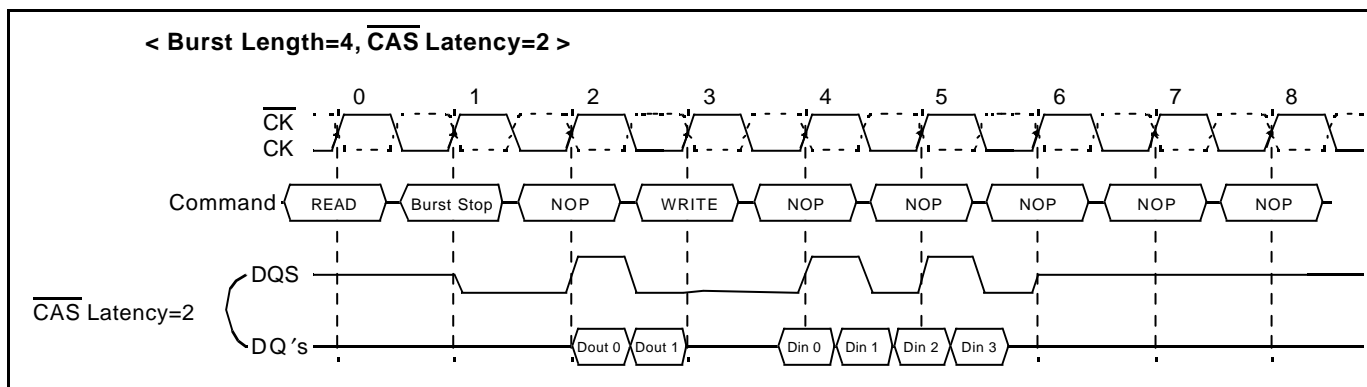 < Burst Length=4, CAS Latency=2 >
0 1 2 3 4 5 6 7 8
CK
CK
Command READ Burst Stop NOP WRITE NOP NOP NOP NOP NOP
DQS
CAS Latency=2
DQ's Dout 0 Dout 1 Din 0 Din 1 Din 2 Din 3